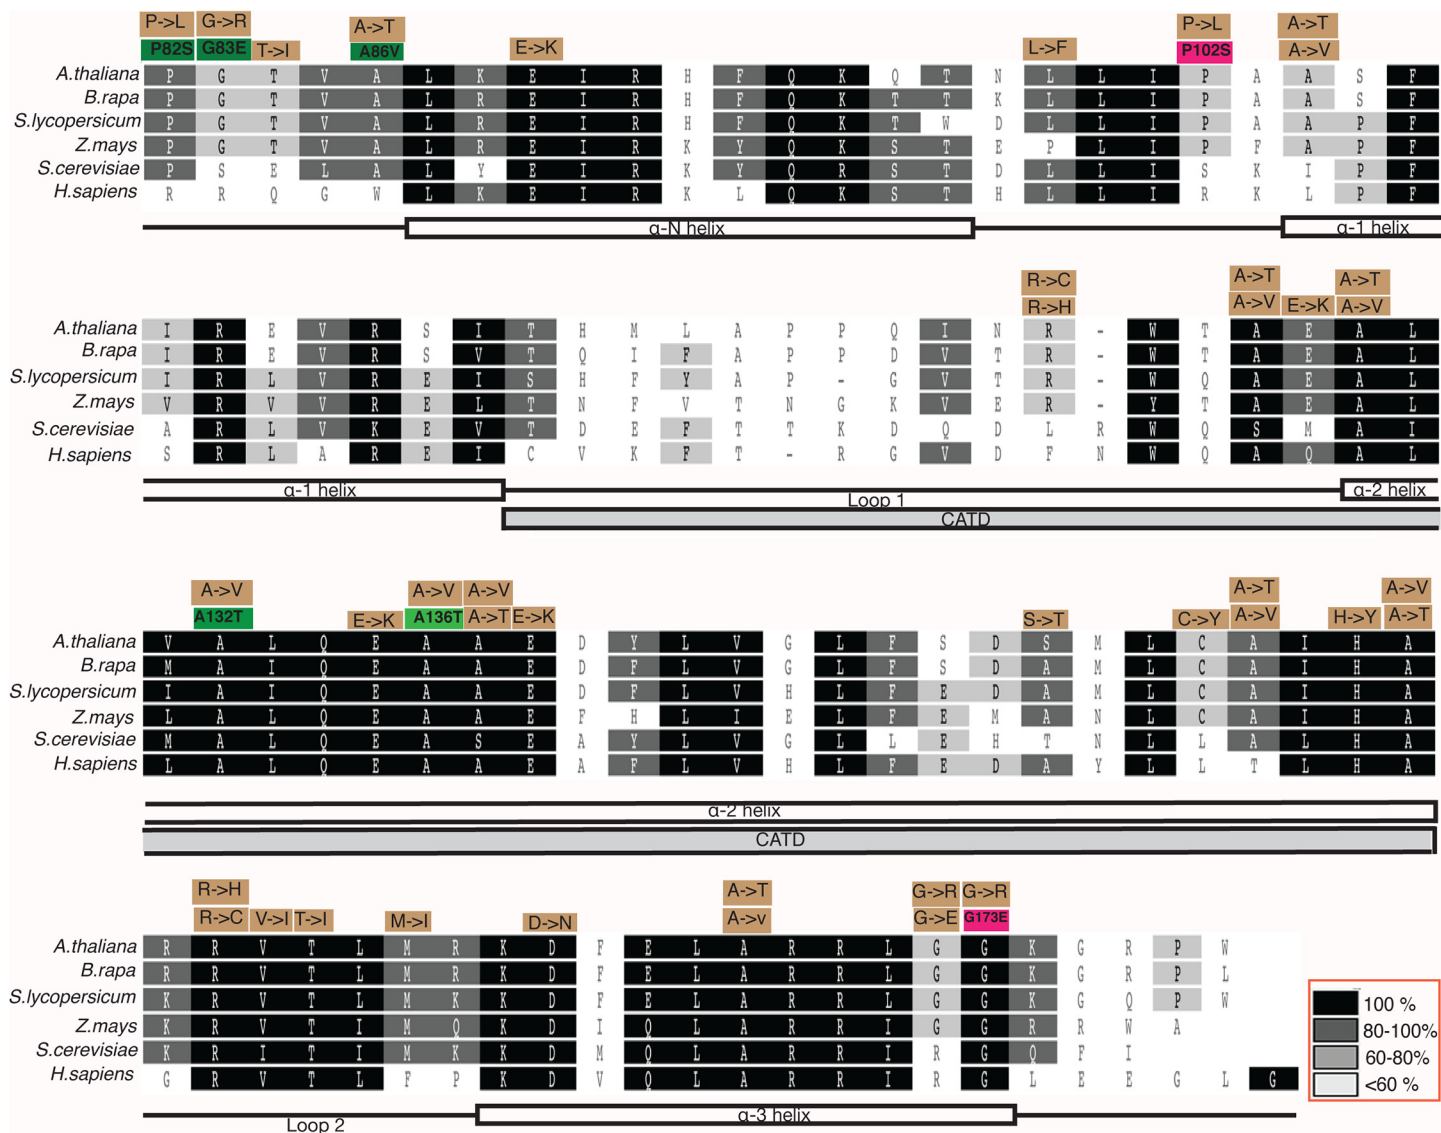 P->L G->R A->T P->L A->T
P82S G83E T->I A86V E->K L->F P102S A->V
A.thaliana P G T V A L K E I R H F Q K Q T N L L I P A A S F
B.rapa P G T V A L R E I R H F Q K T T K L L I P A A S F
S.lycopersicum P G T V A L R E I R H F Q K T W D L L I P A A P F
Z.mays P G T V A L R E I R K Y Q K S T E P L I P F A P F
S.cerevisiae P S E L A L Y E I R K Y Q R S T D L L I S K I P F
H.sapiens R R Q G W L K E I R K L Q K S T H L L I R K L P F
α-N helix α-1 helix
R->C A->T A->T
R->H A->V E->K A->V
A.thaliana I R E V R S I T H M L A P P Q I N R - W T A E A L
B.rapa I R E V R S V T Q I F A P P D V T R - W T A E A L
S.lycopersicum I R L V R E I S H F Y A P - G V T R - W Q A E A L
Z.mays V R V V R E L T N F V T N G K V E R - Y T A E A L
S.cerevisiae A R L V K E V T D E F T T K D Q D L R W Q S M A I
H.sapiens S R L A R E I C V K F T - R G V D F N W Q A Q A L
α-1 helix Loop 1 α-2 helix
CATD
A->V A->V A->V A->T A->V
A132T E->K A136T A->T E->K S->T C->Y A->V H->Y A->T
A.thaliana V A L Q E A A E D Y L V G L F S D S M L C A I H A
B.rapa M A I Q E A A E D F L V G L F S D A M L C A I H A
S.lycopersicum I A I Q E A A E D F L V H L F E D A M L C A I H A
Z.mays L A L Q E A A E F H L I E L F E M A N L C A I H A
S.cerevisiae M A L Q E A S E A Y L V G L L E H T N L L A L H A
H.sapiens L A L Q E A A E A F L V H L F E D A Y L L T L H A
α-2 helix
CATD
R->H A->T G->R G->R
R->C V->I T->I M->I D->N A->v G->E G173E
A.thaliana R R V T L M R K D F E L A R R L G G K G R P W
B.rapa R R V T L M R K D F E L A R R L G G K G R P L
S.lycopersicum K R V T L M K K D F E L A R R L G G K G Q P W
Z.mays K R V T I M Q K D I Q L A R R I G G R R W A
S.cerevisiae K R I T I M K K D M Q L A R R I R G Q F I
H.sapiens G R V T L F P K D V Q L A R R I R G L E E G L G
Loop 2 α-3 helix
100 %
80-100%
60-80%
<60 %